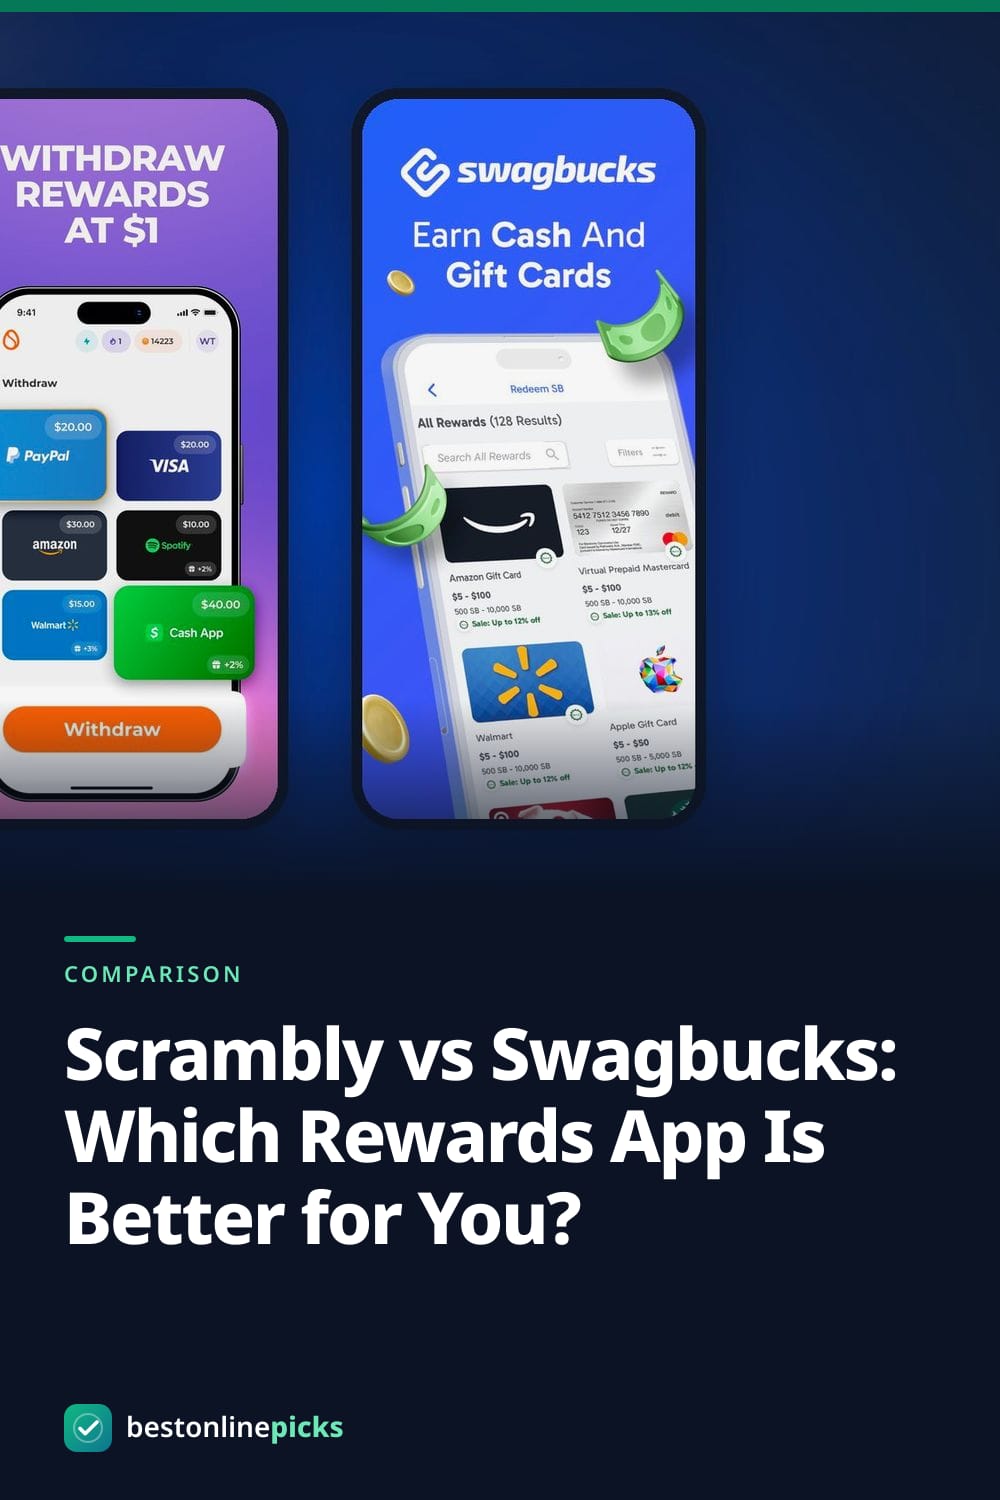 WITHDRAW
REWARDS
AT $1
9:41
1
14223
WT
Withdraw
$20.00
PayPal
$20.00
VISA
$30.00
amazon
$10.00
Spotify
+2%
$15.00
Walmart
+3%
$40.00
Cash App
+2%
Withdraw
swagbucks
Earn Cash And
Gift Cards
Redeem SB
All Rewards (128 Results)
Search All Rewards
Filters
REWARD
5412 7512 3456 7890
debit
123 12/27
Amazon Gift Card
$5 - $100
500 SB - 10,000 SB
Sale: Up to 12% off
Virtual Prepaid Mastercard
$5 - $100
500 SB - 10,000 SB
Sale: Up to 13% off
Walmart
$5 - $100
500 SB - 10,000 SB
Sale: Up to 12% off
Apple Gift Card
$5 - $50
500 SB - 5,000 SB
Sale: Up to 12%
COMPARISON
Scrambly vs Swagbucks:
Which Rewards App Is
Better for You?
bestonlinepicks